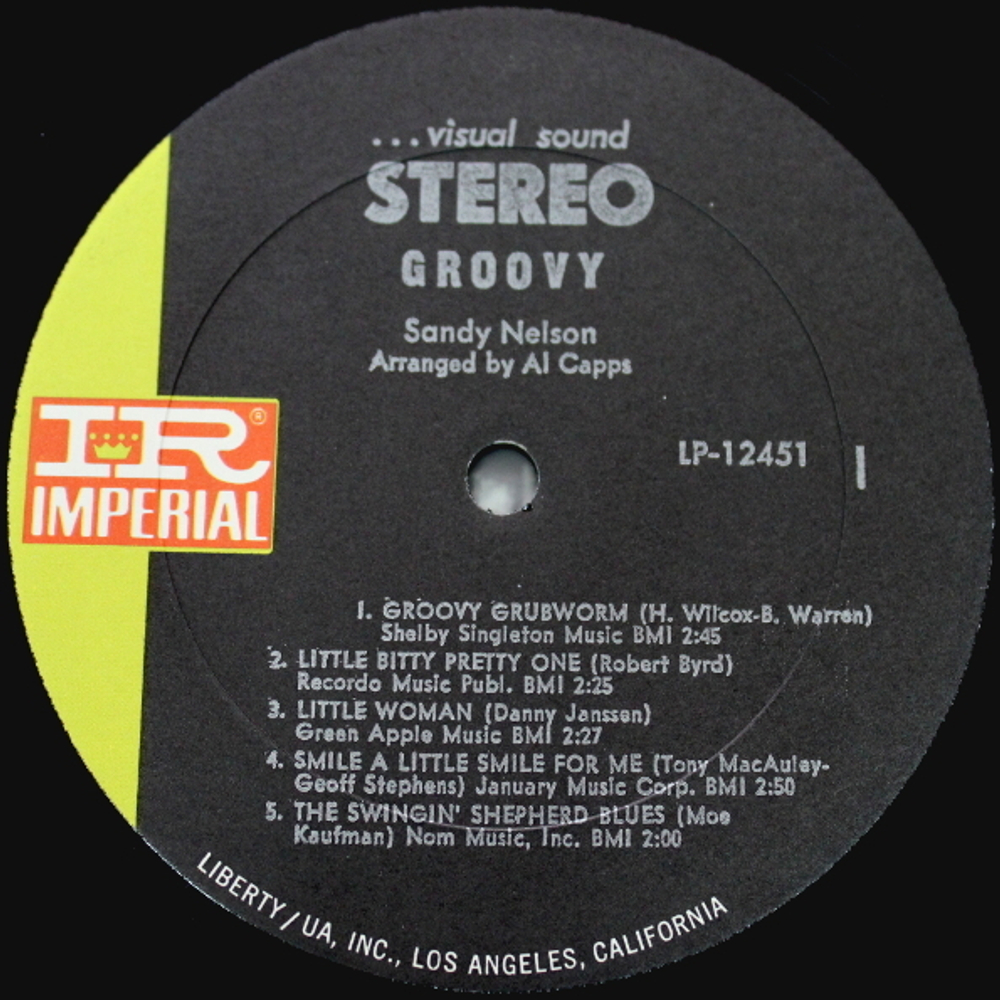 ...visual sound
STEREO
GROOVY
Sandy Nelson
Arranged by Al Capps
IR®
IMPERIAL
LP-12451
1
1. GROOVY GRUBWORM (H. Wilcox-B. Warren)
Shelby Singleton Music BMI 2:45
2. LITTLE BITTY PRETTY ONE (Robert Byrd)
Recordo Music Publ. BMI 2:25
3. LITTLE WOMAN (Danny Janssen)
Green Apple Music BMI 2:27
4. SMILE A LITTLE SMILE FOR ME (Tony MacAuley-
Geoff Stephens) January Music Corp. BMI 2:50
5. THE SWINGIN' SHEPHERD BLUES (Moe
Kaufman) Nom Music, Inc. BMI 2:00
LIBERTY/UA, INC., LOS ANGELES, CALIFORNIA